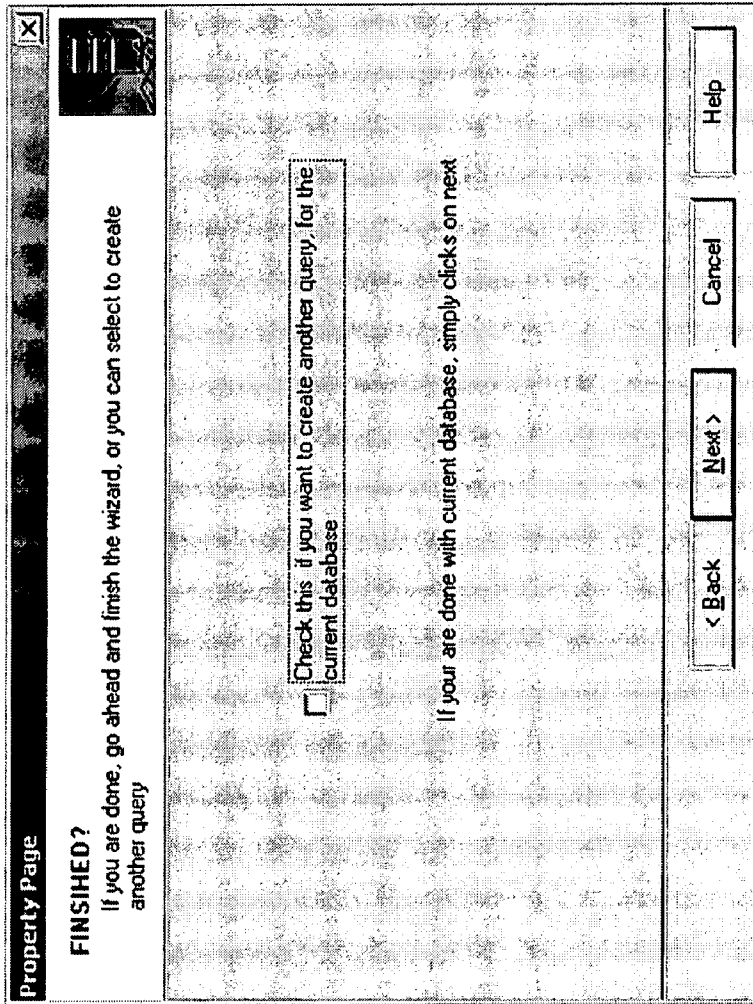 Property Page
FINSIHED?
If you are done, go ahead and finish the wizard, or you can select to create
another query
Check this if you want to create another query, for the
current database
If your are done with current database, simply clicks on next
< Back
Next >
Cancel
Help